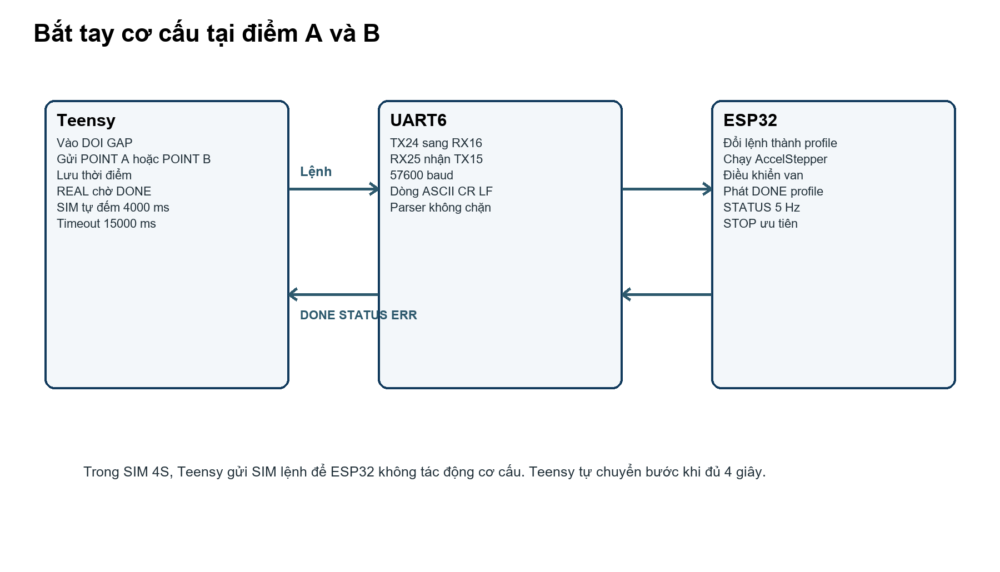 Bắt tay cơ cấu tại điểm A và B
Teensy
Vào DOI GAP
Gửi POINT A hoặc POINT B
Lưu thời điểm
REAL chờ DONE
SIM tự đếm 4000 ms
Timeout 15000 ms
Lệnh
DONE STATUS ERR
UART6
TX24 sang RX16
RX25 nhận TX15
57600 baud
Dòng ASCII CR LF
Parser không chặn
ESP32
Đổi lệnh thành profile
Chạy AccelStepper
Điều khiển van
Phát DONE profile
STATUS 5 Hz
STOP ưu tiên
Trong SIM 4S, Teensy gửi SIM lệnh để ESP32 không tác động cơ cấu. Teensy tự chuyển bước khi đủ 4 giây.